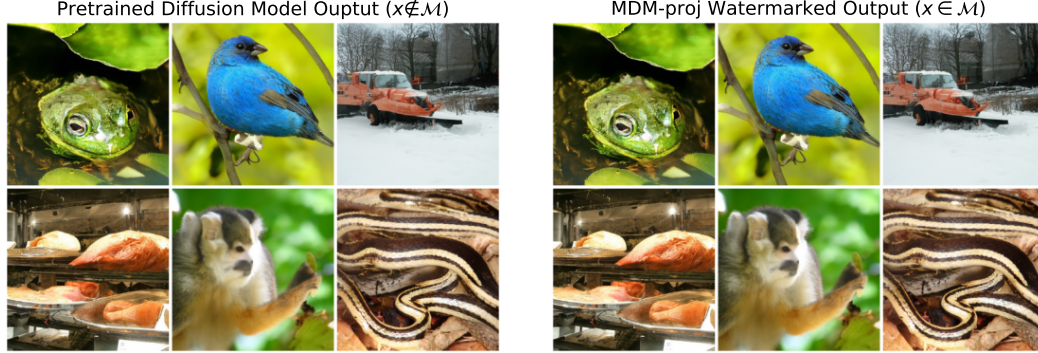 Pretrained Diffusion Model Ouptut (x∉ℳ)
MDM-proj Watermarked Output (x ∈ ℳ)